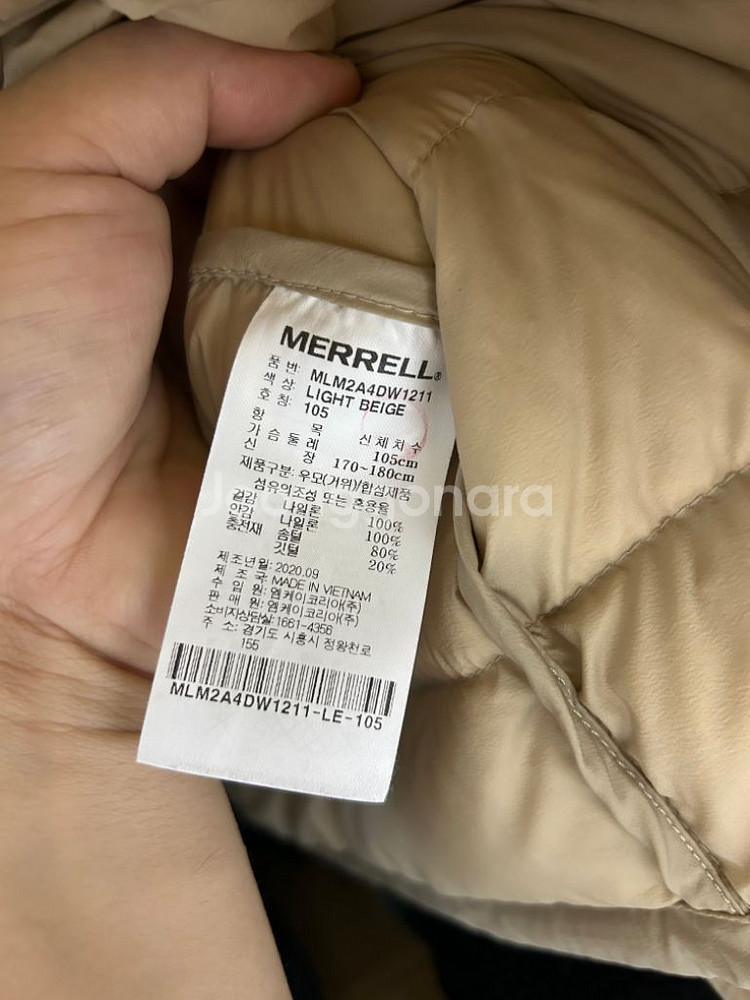 MERRELL®
품 번: MLM2A4DW1211
색 상: LIGHT BEIGE
호 칭: 105
항 목 신 체 치 수
가 슴 둘 레 105cm
신 장 170~180cm
제품구분: 우모(거위)/합섬제품
섬유의조성 또는 혼용율
겉감 나일론 100%
안감 나일론 100%
충전재 솜털 80%
깃털 20%
제조년월: 2020.09
제 조 국: MADE IN VIETNAM
수 입 원: 엠케이코리아(주)
판 매 원: 엠케이코리아(주)
소비자상담실: 1661-4356
주 소: 경기도 시흥시 정왕천로
155
MLM2A4DW1211-LE-105
Joonggonara